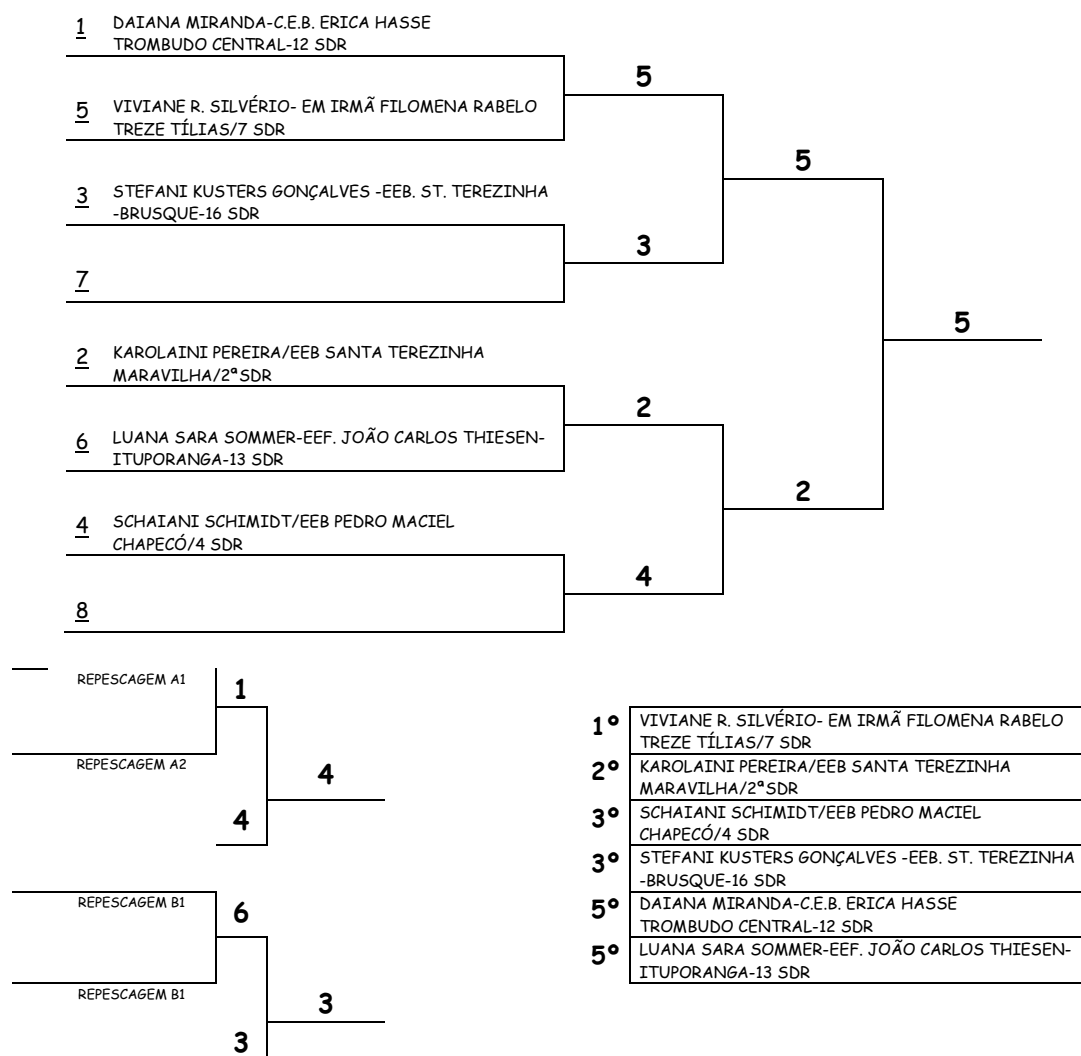 1 DAIANA MIRANDA-C.E.B. ERICA HASSE
TROMBUDO CENTRAL-12 SDR
5
5 VIVIANE R. SILVÉRIO- EM IRMÃ FILOMENA RABELO
TREZE TÍLIAS/7 SDR
5
3 STEFANI KUSTERS GONÇALVES -EEB. ST. TEREZINHA
-BRUSQUE-16 SDR
3
7
5
2 KAROLAINI PEREIRA/EEB SANTA TEREZINHA
MARAVILHA/2ªSDR
2
6 LUANA SARA SOMMER-EEF. JOÃO CARLOS THIESEN-
ITUPORANGA-13 SDR
2
4 SCHAIANI SCHIMIDT/EEB PEDRO MACIEL
CHAPECÓ/4 SDR
4
8
REPESCAGEM A1
1
REPESCAGEM A2
4
4
REPESCAGEM B1
6
REPESCAGEM B1
3
3
1º VIVIANE R. SILVÉRIO- EM IRMÃ FILOMENA RABELO
TREZE TÍLIAS/7 SDR
2º KAROLAINI PEREIRA/EEB SANTA TEREZINHA
MARAVILHA/2ªSDR
3º SCHAIANI SCHIMIDT/EEB PEDRO MACIEL
CHAPECÓ/4 SDR
3º STEFANI KUSTERS GONÇALVES -EEB. ST. TEREZINHA
-BRUSQUE-16 SDR
5º DAIANA MIRANDA-C.E.B. ERICA HASSE
TROMBUDO CENTRAL-12 SDR
5º LUANA SARA SOMMER-EEF. JOÃO CARLOS THIESEN-
ITUPORANGA-13 SDR